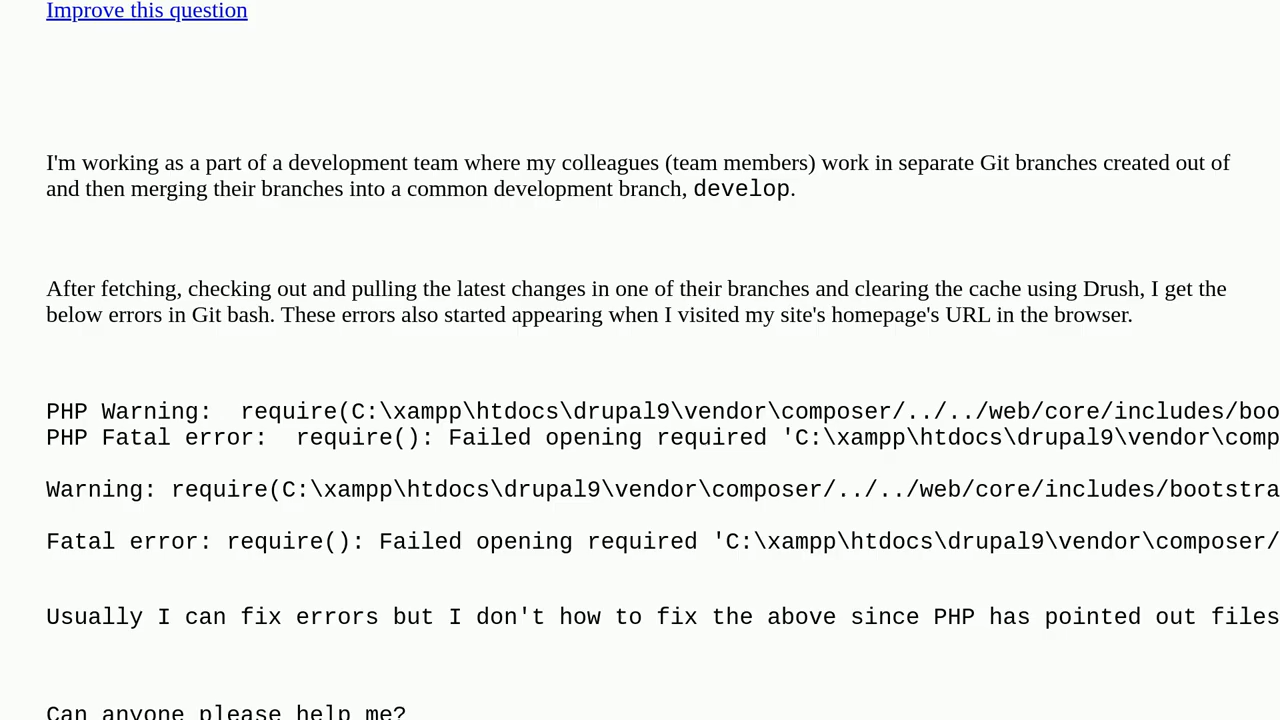 Improve this question
I'm working as a part of a development team where my colleagues (team members) work in separate Git branches created out of
and then merging their branches into a common development branch, develop.
After fetching, checking out and pulling the latest changes in one of their branches and clearing the cache using Drush, I get the
below errors in Git bash. These errors also started appearing when I visited my site's homepage's URL in the browser.
PHP Warning:  require(C:\xampp\htdocs\drupal9\vendor\composer/../../web/core/includes/boo
PHP Fatal error:  require(): Failed opening required 'C:\xampp\htdocs\drupal9\vendor\comp
Warning: require(C:\xampp\htdocs\drupal9\vendor\composer/../../web/core/includes/bootstra
Fatal error: require(): Failed opening required 'C:\xampp\htdocs\drupal9\vendor\composer/
Usually I can fix errors but I don't how to fix the above since PHP has pointed out files
Can anyone please help me?